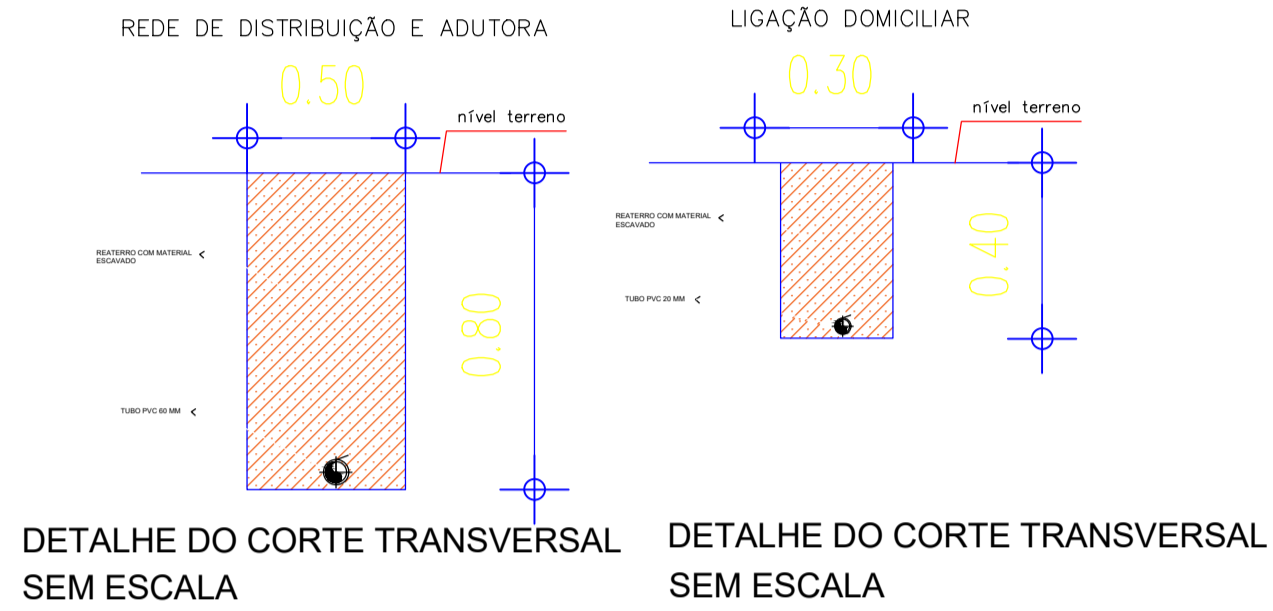 REDE DE DISTRIBUIÇÃO E ADUTORA
0.50
nível terreno
REATERRO COM MATERIAL
ESCAVADO
0.80
TUBO PVC 60 MM
DETALHE DO CORTE TRANSVERSAL
SEM ESCALA
LIGAÇÃO DOMICILIAR
0.30
nível terreno
REATERRO COM MATERIAL
ESCAVADO
0.40
TUBO PVC 20 MM
DETALHE DO CORTE TRANSVERSAL
SEM ESCALA